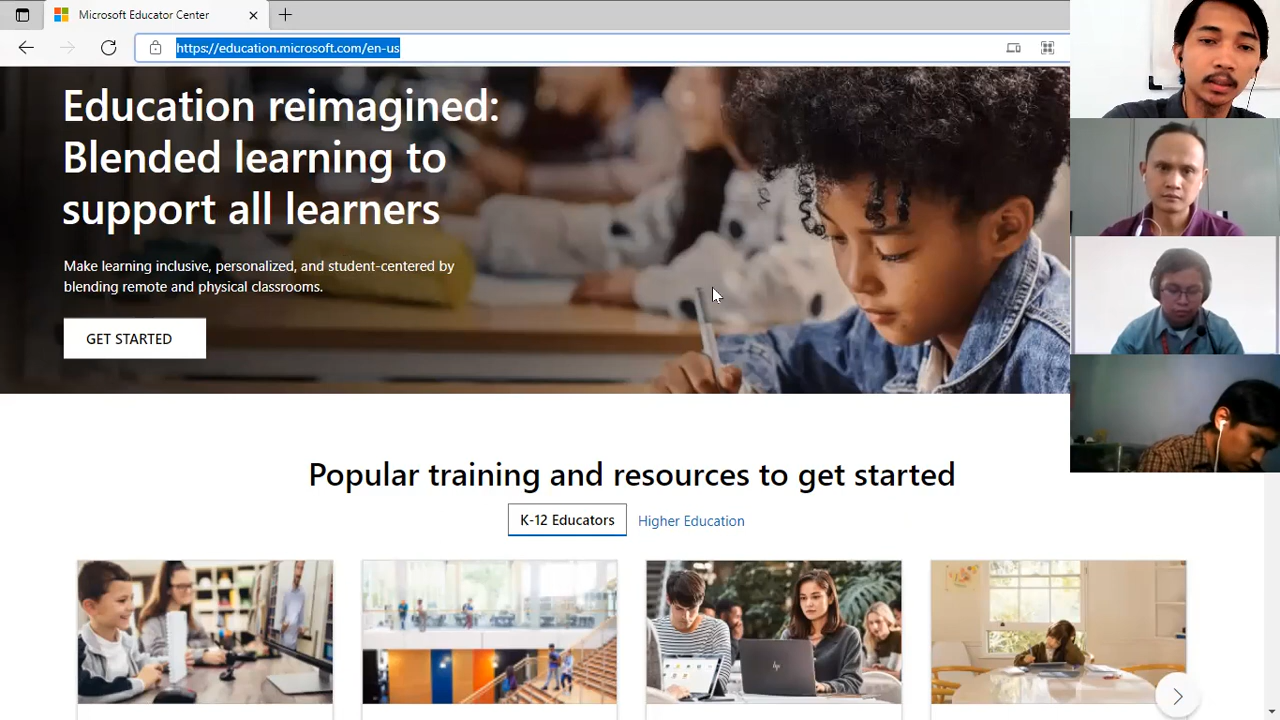 Microsoft Educator Center
https://education.microsoft.com/en-us
Education reimagined:
Blended learning to
support all learners
Make learning inclusive, personalized, and student-centered by
blending remote and physical classrooms.
GET STARTED
Popular training and resources to get started
K-12 Educators
Higher Education
hp